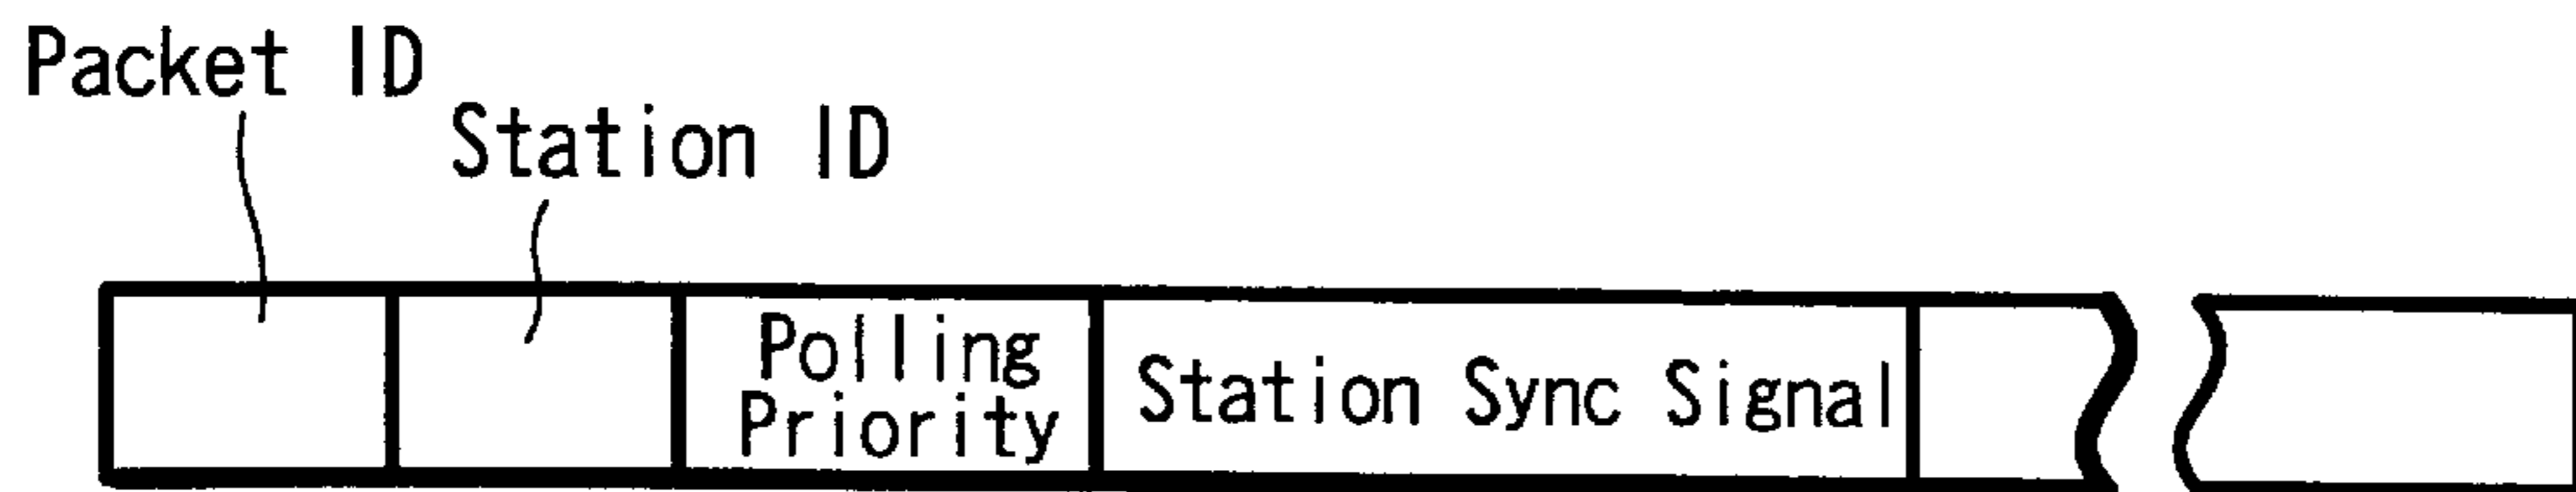 Packet ID
Station ID
Polling
Priority
Station Sync Signal